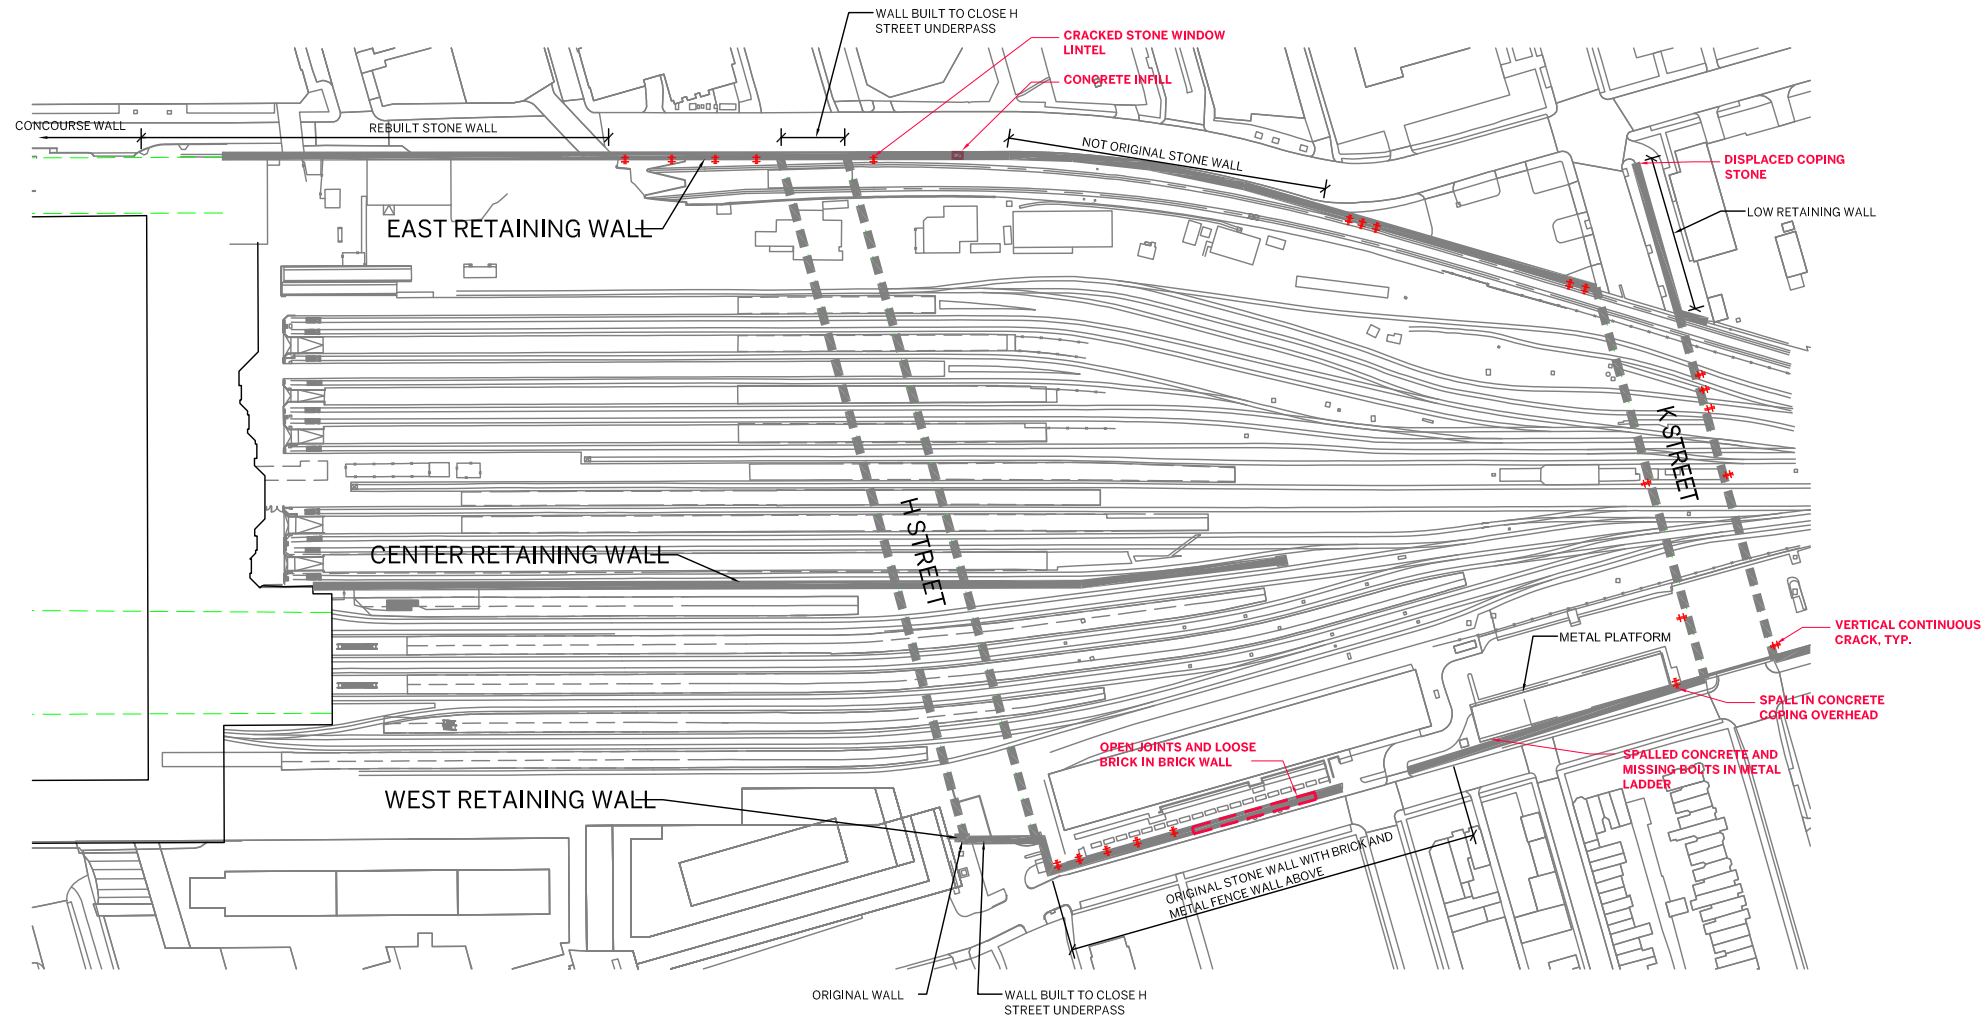 WALL BUILT TO CLOSE H
STREET UNDERPASS
CRACKED STONE WINDOW
LINTEL
CONCRETE INFILL
CONCOURSE WALL
REBUILT STONE WALL
NOT ORIGINAL STONE WALL
DISPLACED COPING
STONE
LOW RETAINING WALL
EAST RETAINING WALL
K STREET
H STREET
CENTER RETAINING WALL
METAL PLATFORM
VERTICAL CONTINUOUS
CRACK, TYP.
SPALL IN CONCRETE
COPING OVERHEAD
OPEN JOINTS AND LOOSE
BRICK IN BRICK WALL
SPALLED CONCRETE AND
MISSING BOLTS IN METAL
LADDER
WEST RETAINING WALL
ORIGINAL STONE WALL WITH BRICK AND
METAL FENCE WALL ABOVE
ORIGINAL WALL
WALL BUILT TO CLOSE H
STREET UNDERPASS